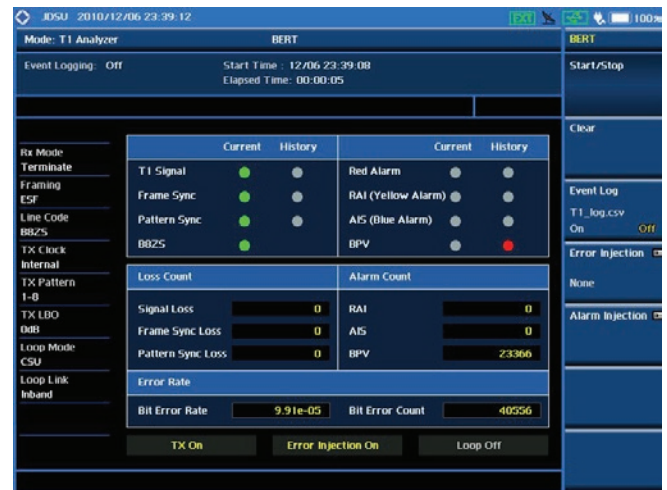 JDSU 2010/12/06 23:39:12 EXT 100%
Mode: T1 Analyzer BERT BERT
Event Logging: Off Start Time : 12/06 23:39:08 Start/Stop
Elapsed Time: 00:00:05
Clear
Current History Current History
Rx Mode
Terminate T1 Signal Red Alarm
Framing
ESF Frame Sync RAI (Yellow Alarm) Event Log
Line Code Pattern Sync AIS (Blue Alarm) T1_log.csv
B8ZS B8ZS BPV On Off
TX Clock
Internal Error Injection
TX Pattern Loss Count Alarm Count None
1-8
TX LBO Signal Loss 0 RAI 0 Alarm Injection
0dB Frame Sync Loss 0 AIS 0
Loop Mode Pattern Sync Loss 0 BPV 23366
CSU
Loop Link Error Rate
Inband
Bit Error Rate 9.91e-05 Bit Error Count 40556
TX On Error Injection On Loop Off